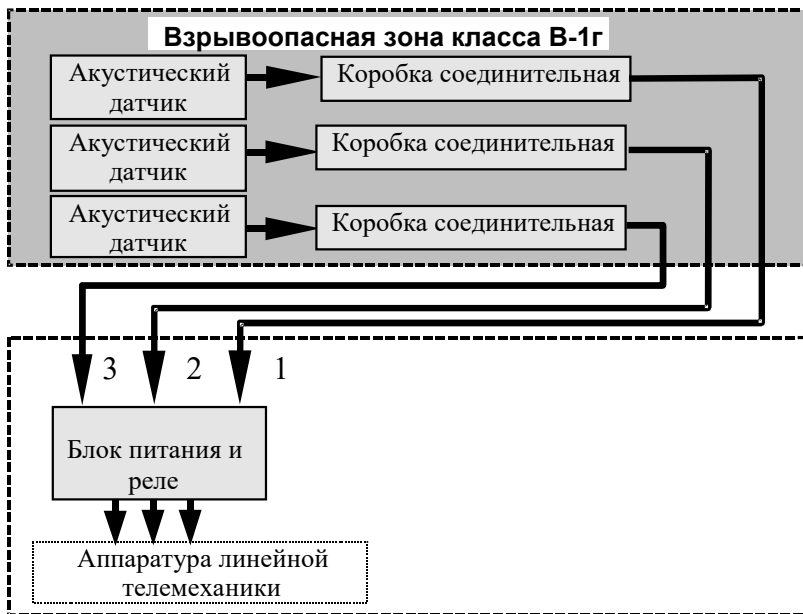 Взрывоопасная зона класса В-1г
Акустический
датчик
Коробка соединительная
Акустический
датчик
Коробка соединительная
Акустический
датчик
Коробка соединительная
3 2 1
Блок питания и
реле
Аппаратура линейной
телемеханики